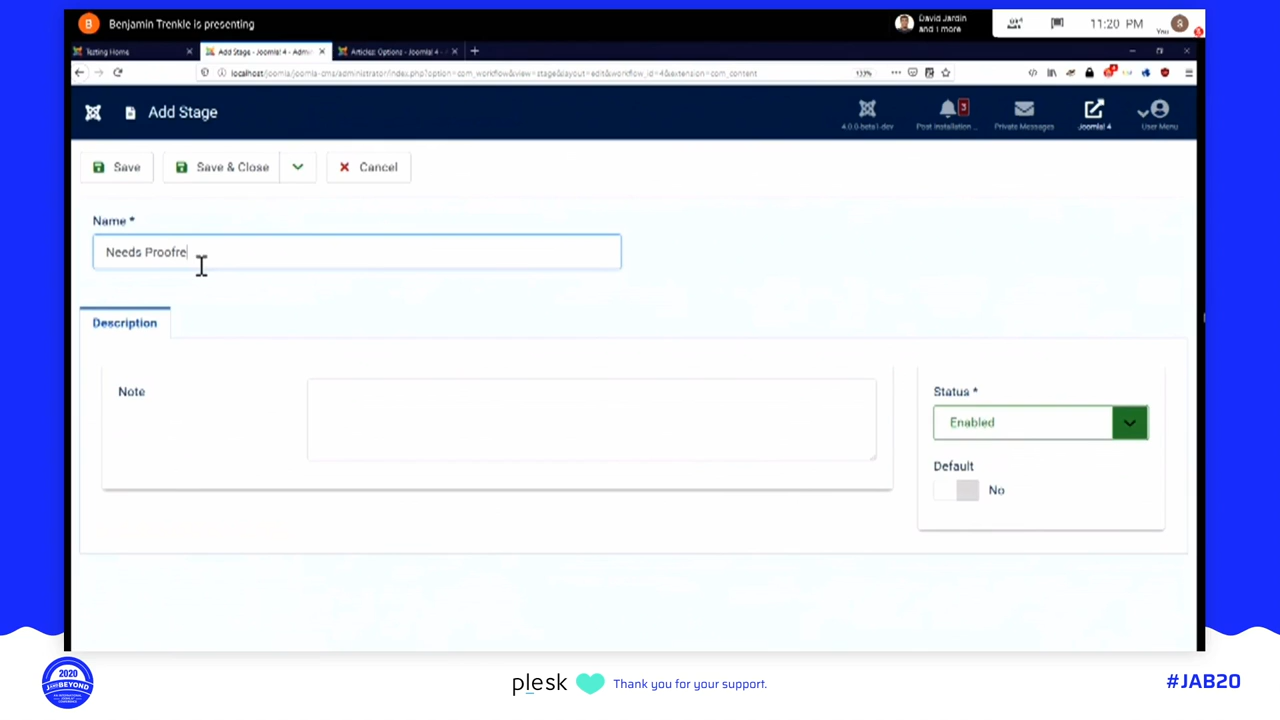 B Benjamin Trenkle is presenting
David Jardin
and 1 more
11:20 PM
You
S
Testing Home
Add Stage - Joomla! 4 - Admi
Articles: Options - Joomla! 4 -
localhost/joomla/joomla-cms/administrator/index.php?option=com_workflow&view=stage&layout=edit&workflow_id=4&extension=com_content
133%
Add Stage
4.0.0-beta1-dev
3
Post Installation ...
Private Messages
Joomla! 4
User Menu
Save
Save & Close
Cancel
Name *
Needs Proofre
Description
Note
Status *
Enabled
Default
No
2020
JANDBEYOND
plesk
Thank you for your support.
#JAB20